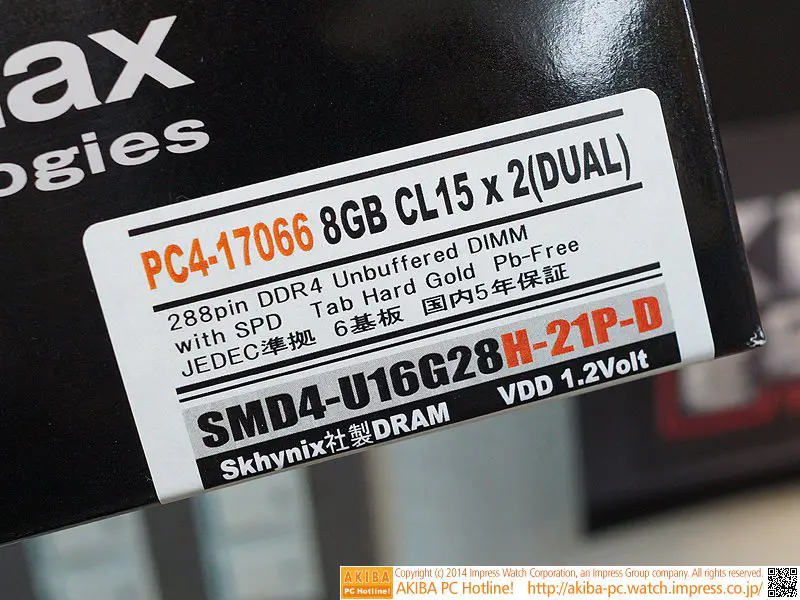 ax
ogies
PC4-17066 8GB CL15 x 2(DUAL)
288pin DDR4 Unbuffered DIMM
with SPD Tab Hard Gold Pb-Free
JEDEC準拠 6基板 国内5年保証
SMD4-U16G28H-21P-D
Skhynix社製DRAM VDD 1.2Volt
AKIBA PC Hotline!
Copyright (c) 2014 Impress Watch Corporation, an Impress Group company. All rights reserved.
AKIBA PC Hotline! http://akiba-pc.watch.impress.co.jp/